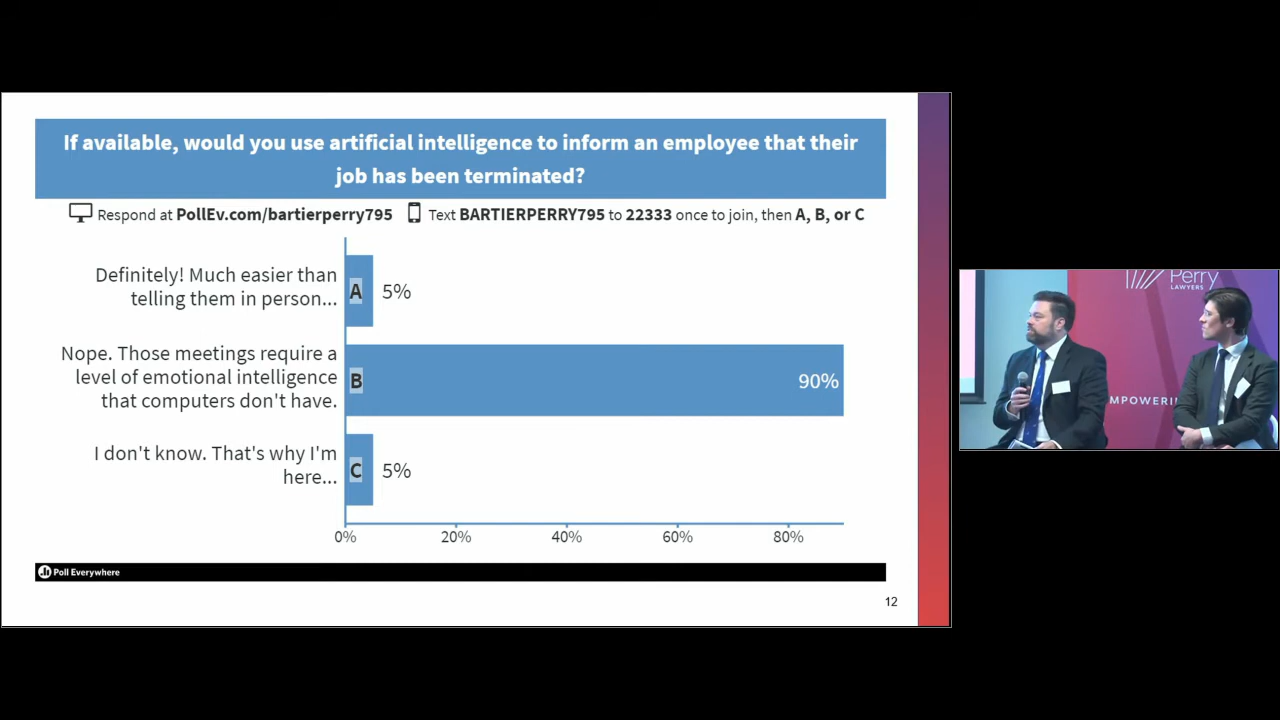 If available, would you use artificial intelligence to inform an employee that their
job has been terminated?
Respond at PollEv.com/bartierperry795 Text BARTIERPERRY795 to 22333 once to join, then A, B, or C
Definitely! Much easier than
telling them in person...
A 5%
Nope. Those meetings require a
level of emotional intelligence
that computers don't have.
B 90%
I don't know. That's why I'm
here...
C 5%
0% 20% 40% 60% 80%
Poll Everywhere
12
Perry
LAWYERS
MPOWERI